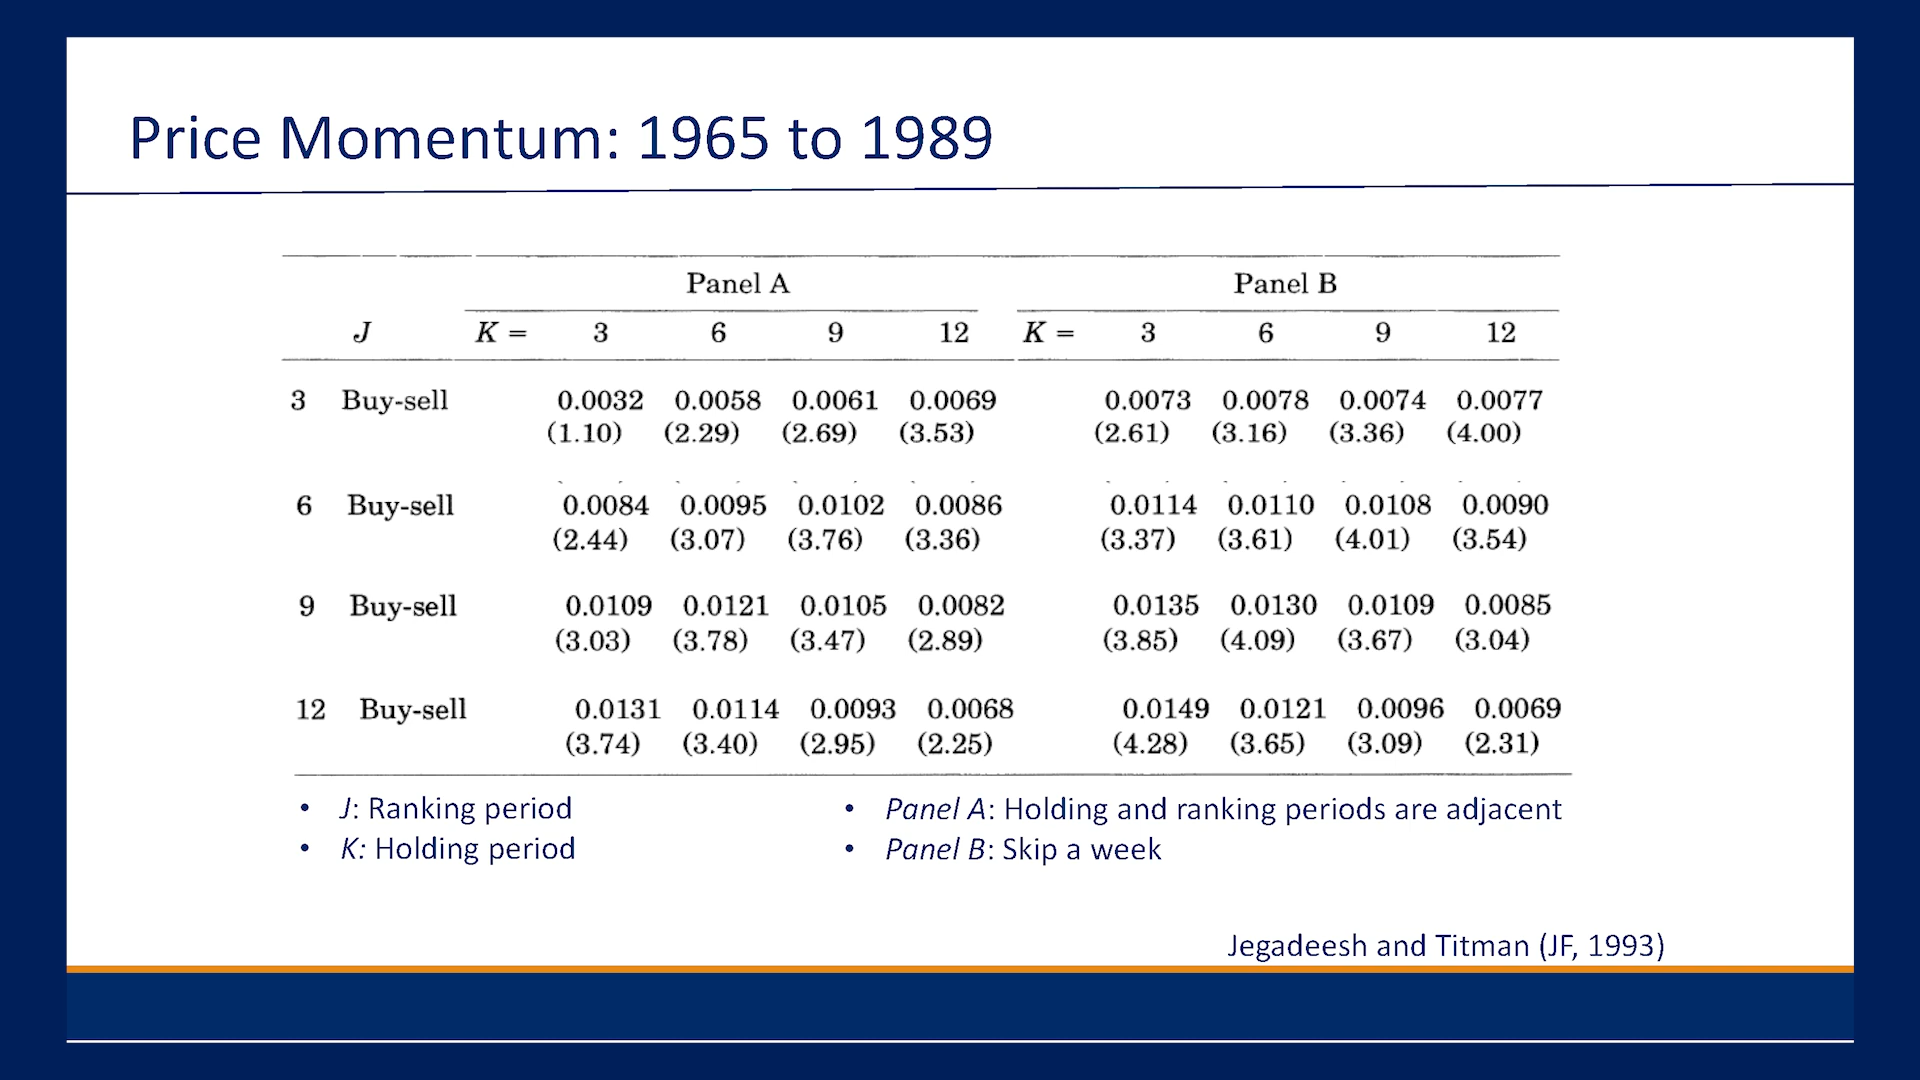 Price Momentum: 1965 to 1989
Panel A Panel B
J K = 3 6 9 12 K = 3 6 9 12
3 Buy-sell 0.0032 0.0058 0.0061 0.0069 0.0073 0.0078 0.0074 0.0077
(1.10) (2.29) (2.69) (3.53) (2.61) (3.16) (3.36) (4.00)
6 Buy-sell 0.0084 0.0095 0.0102 0.0086 0.0114 0.0110 0.0108 0.0090
(2.44) (3.07) (3.76) (3.36) (3.37) (3.61) (4.01) (3.54)
9 Buy-sell 0.0109 0.0121 0.0105 0.0082 0.0135 0.0130 0.0109 0.0085
(3.03) (3.78) (3.47) (2.89) (3.85) (4.09) (3.67) (3.04)
12 Buy-sell 0.0131 0.0114 0.0093 0.0068 0.0149 0.0121 0.0096 0.0069
(3.74) (3.40) (2.95) (2.25) (4.28) (3.65) (3.09) (2.31)
• J: Ranking period
• K: Holding period
• Panel A: Holding and ranking periods are adjacent
• Panel B: Skip a week
Jegadeesh and Titman (JF, 1993)